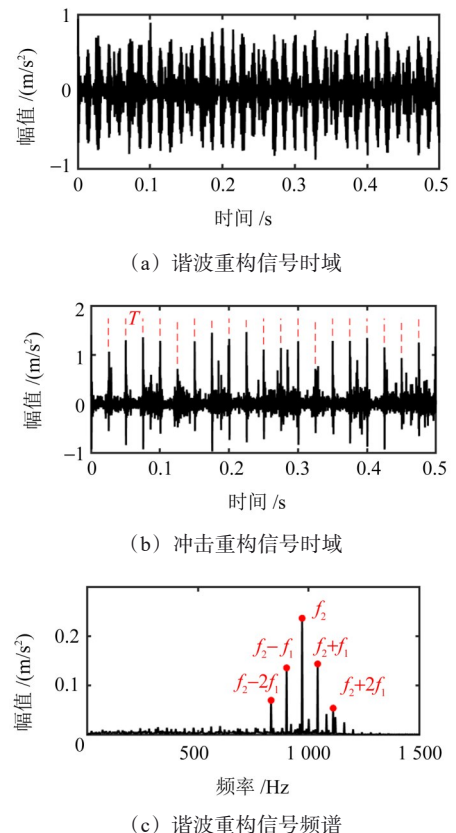 1
0
−1
幅值 /(m/s²)
0 0.1 0.2 0.3 0.4 0.5
时间 /s
（a）谐波重构信号时域
2
1
0
−1
幅值 /(m/s²)
T
0 0.1 0.2 0.3 0.4 0.5
时间 /s
（b）冲击重构信号时域
0.2
0.1
幅值 /(m/s²)
f₂
f₂−f₁
f₂+f₁
f₂−2f₁
f₂+2f₁
500 1 000 1 500
频率 /Hz
（c）谐波重构信号频谱